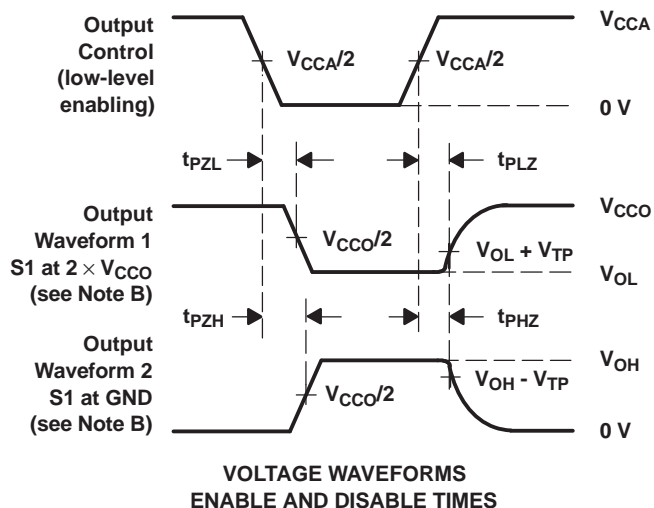 Output
Control
(low-level
enabling)
VCCA/2
VCCA/2
VCCA
0 V
tPZL
tPLZ
Output
Waveform 1
S1 at 2 × VCCO
(see Note B)
VCCO/2
VCCO
VOL + VTP
VOL
tPZH
tPHZ
Output
Waveform 2
S1 at GND
(see Note B)
VCCO/2
VOH
VOH - VTP
0 V
VOLTAGE WAVEFORMS
ENABLE AND DISABLE TIMES